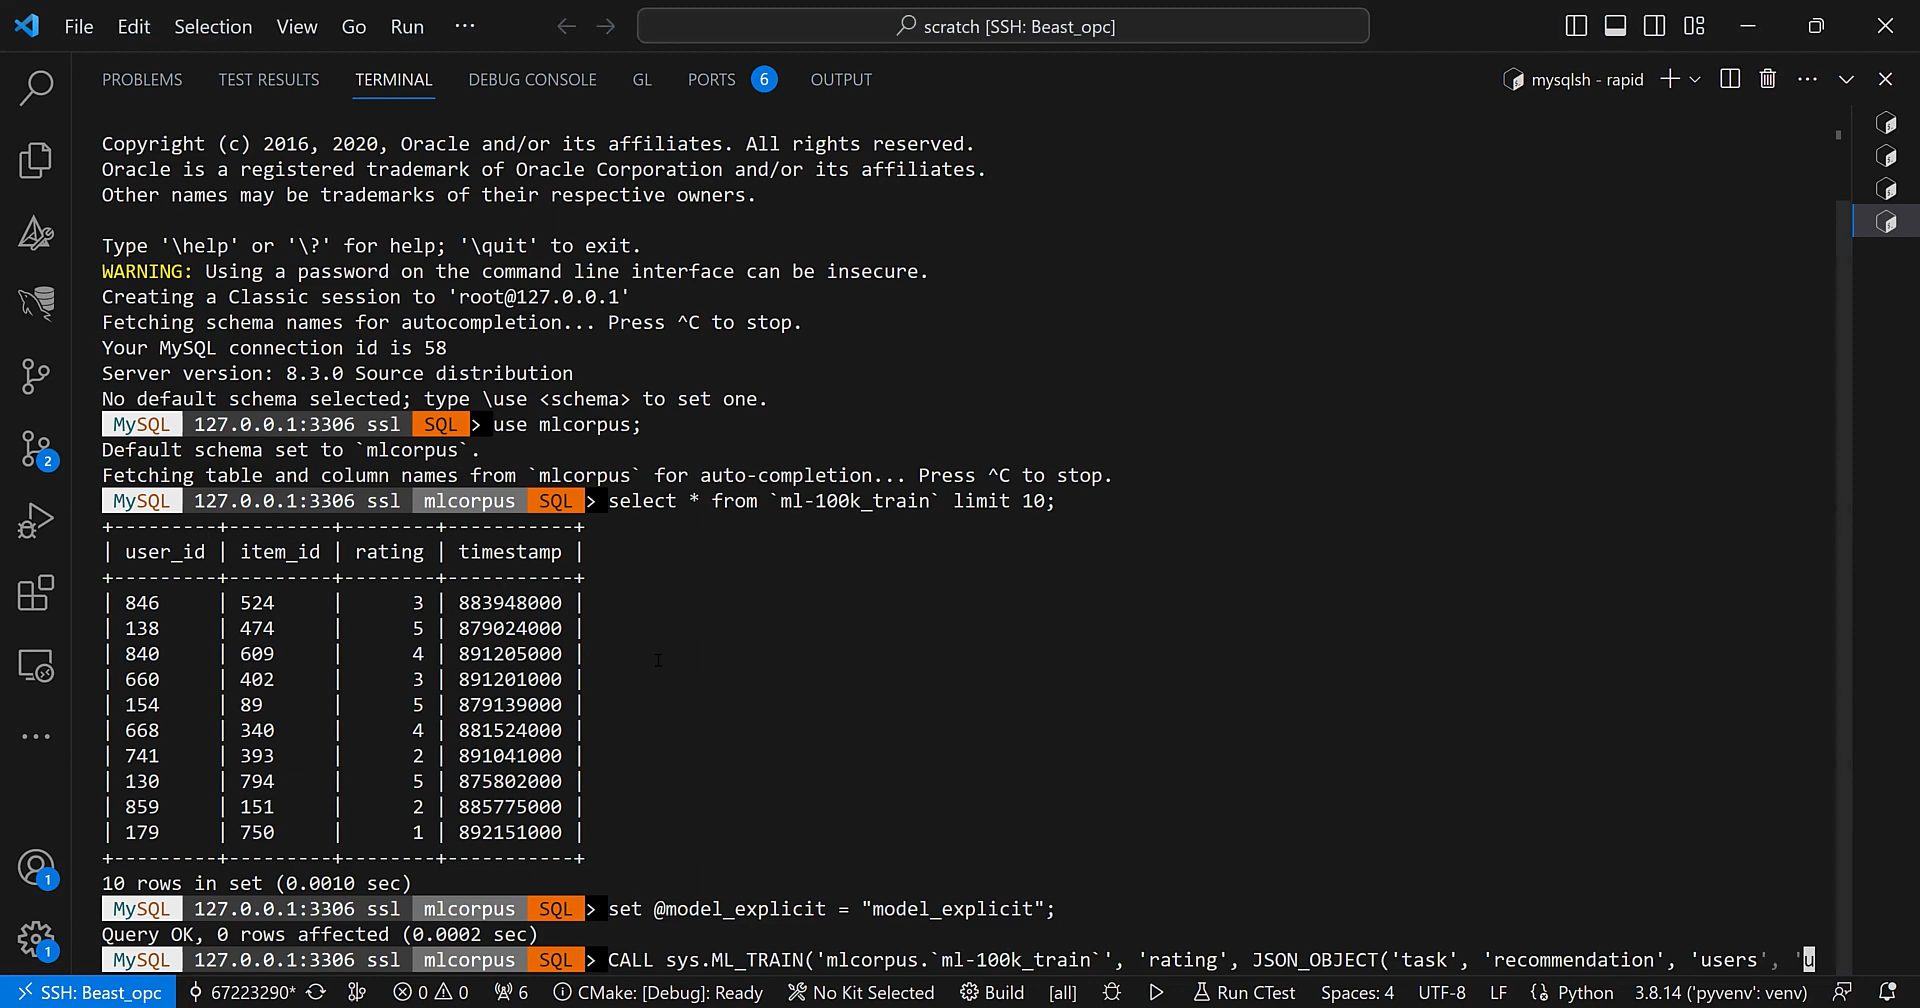 File Edit Selection View Go Run ··· scratch [SSH: Beast_opc]
PROBLEMS TEST RESULTS TERMINAL DEBUG CONSOLE GL PORTS 6 OUTPUT mysqlsh - rapid
Copyright (c) 2016, 2020, Oracle and/or its affiliates. All rights reserved.
Oracle is a registered trademark of Oracle Corporation and/or its affiliates.
Other names may be trademarks of their respective owners.
Type '\help' or '\?' for help; '\quit' to exit.
WARNING: Using a password on the command line interface can be insecure.
Creating a Classic session to 'root@127.0.0.1'
Fetching schema names for autocompletion... Press ^C to stop.
Your MySQL connection id is 58
Server version: 8.3.0 Source distribution
No default schema selected; type \use <schema> to set one.
MySQL 127.0.0.1:3306 ssl SQL > use mlcorpus;
Default schema set to `mlcorpus`.
Fetching table and column names from `mlcorpus` for auto-completion... Press ^C to stop.
MySQL 127.0.0.1:3306 ssl mlcorpus SQL > select * from `ml-100k_train` limit 10;
+---------+---------+--------+-----------+
| user_id | item_id | rating | timestamp |
+---------+---------+--------+-----------+
| 846 | 524 | 3 | 883948000 |
| 138 | 474 | 5 | 879024000 |
| 840 | 609 | 4 | 891205000 |
| 660 | 402 | 3 | 891201000 |
| 154 | 89 | 5 | 879139000 |
| 668 | 340 | 4 | 881524000 |
| 741 | 393 | 2 | 891041000 |
| 130 | 794 | 5 | 875802000 |
| 859 | 151 | 2 | 885775000 |
| 179 | 750 | 1 | 892151000 |
+---------+---------+--------+-----------+
10 rows in set (0.0010 sec)
MySQL 127.0.0.1:3306 ssl mlcorpus SQL > set @model_explicit = "model_explicit";
Query OK, 0 rows affected (0.0002 sec)
MySQL 127.0.0.1:3306 ssl mlcorpus SQL > CALL sys.ML_TRAIN('mlcorpus.`ml-100k_train`', 'rating', JSON_OBJECT('task', 'recommendation', 'users', 'u
2
1
1
SSH: Beast_opc 67223290* 0 0 6 CMake: [Debug]: Ready No Kit Selected Build [all] Run CTest Spaces: 4 UTF-8 LF Python 3.8.14 ('pyvenv': venv)